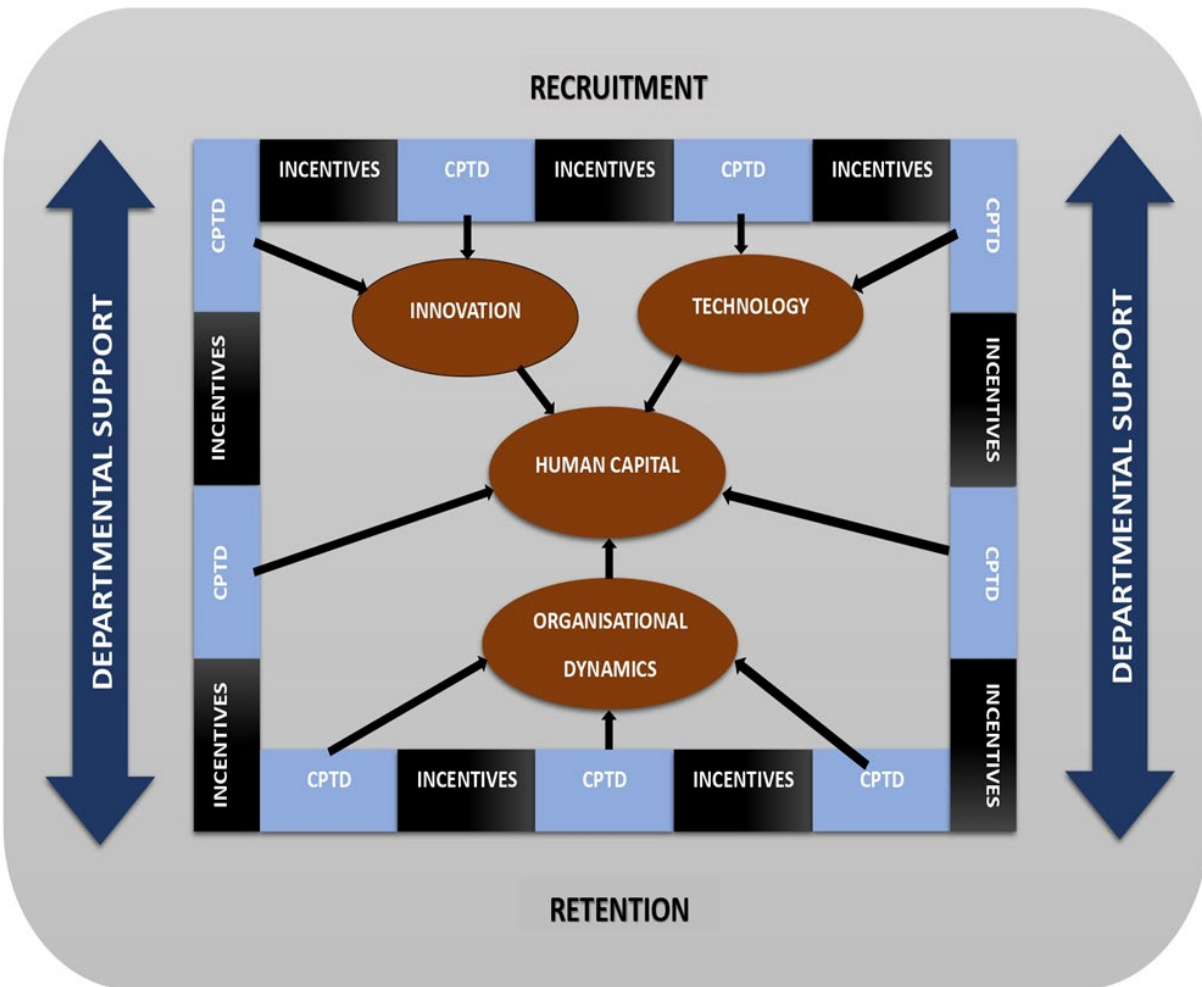 RECRUITMENT
INCENTIVES
CPTD
INCENTIVES
CPTD
INCENTIVES
CPTD
CPTD
INNOVATION
TECHNOLOGY
DEPARTMENTAL SUPPORT
DEPARTMENTAL SUPPORT
INCENTIVES
INCENTIVES
HUMAN CAPITAL
CPTD
CPTD
ORGANISATIONAL
DYNAMICS
INCENTIVES
INCENTIVES
CPTD
INCENTIVES
CPTD
INCENTIVES
CPTD
RETENTION